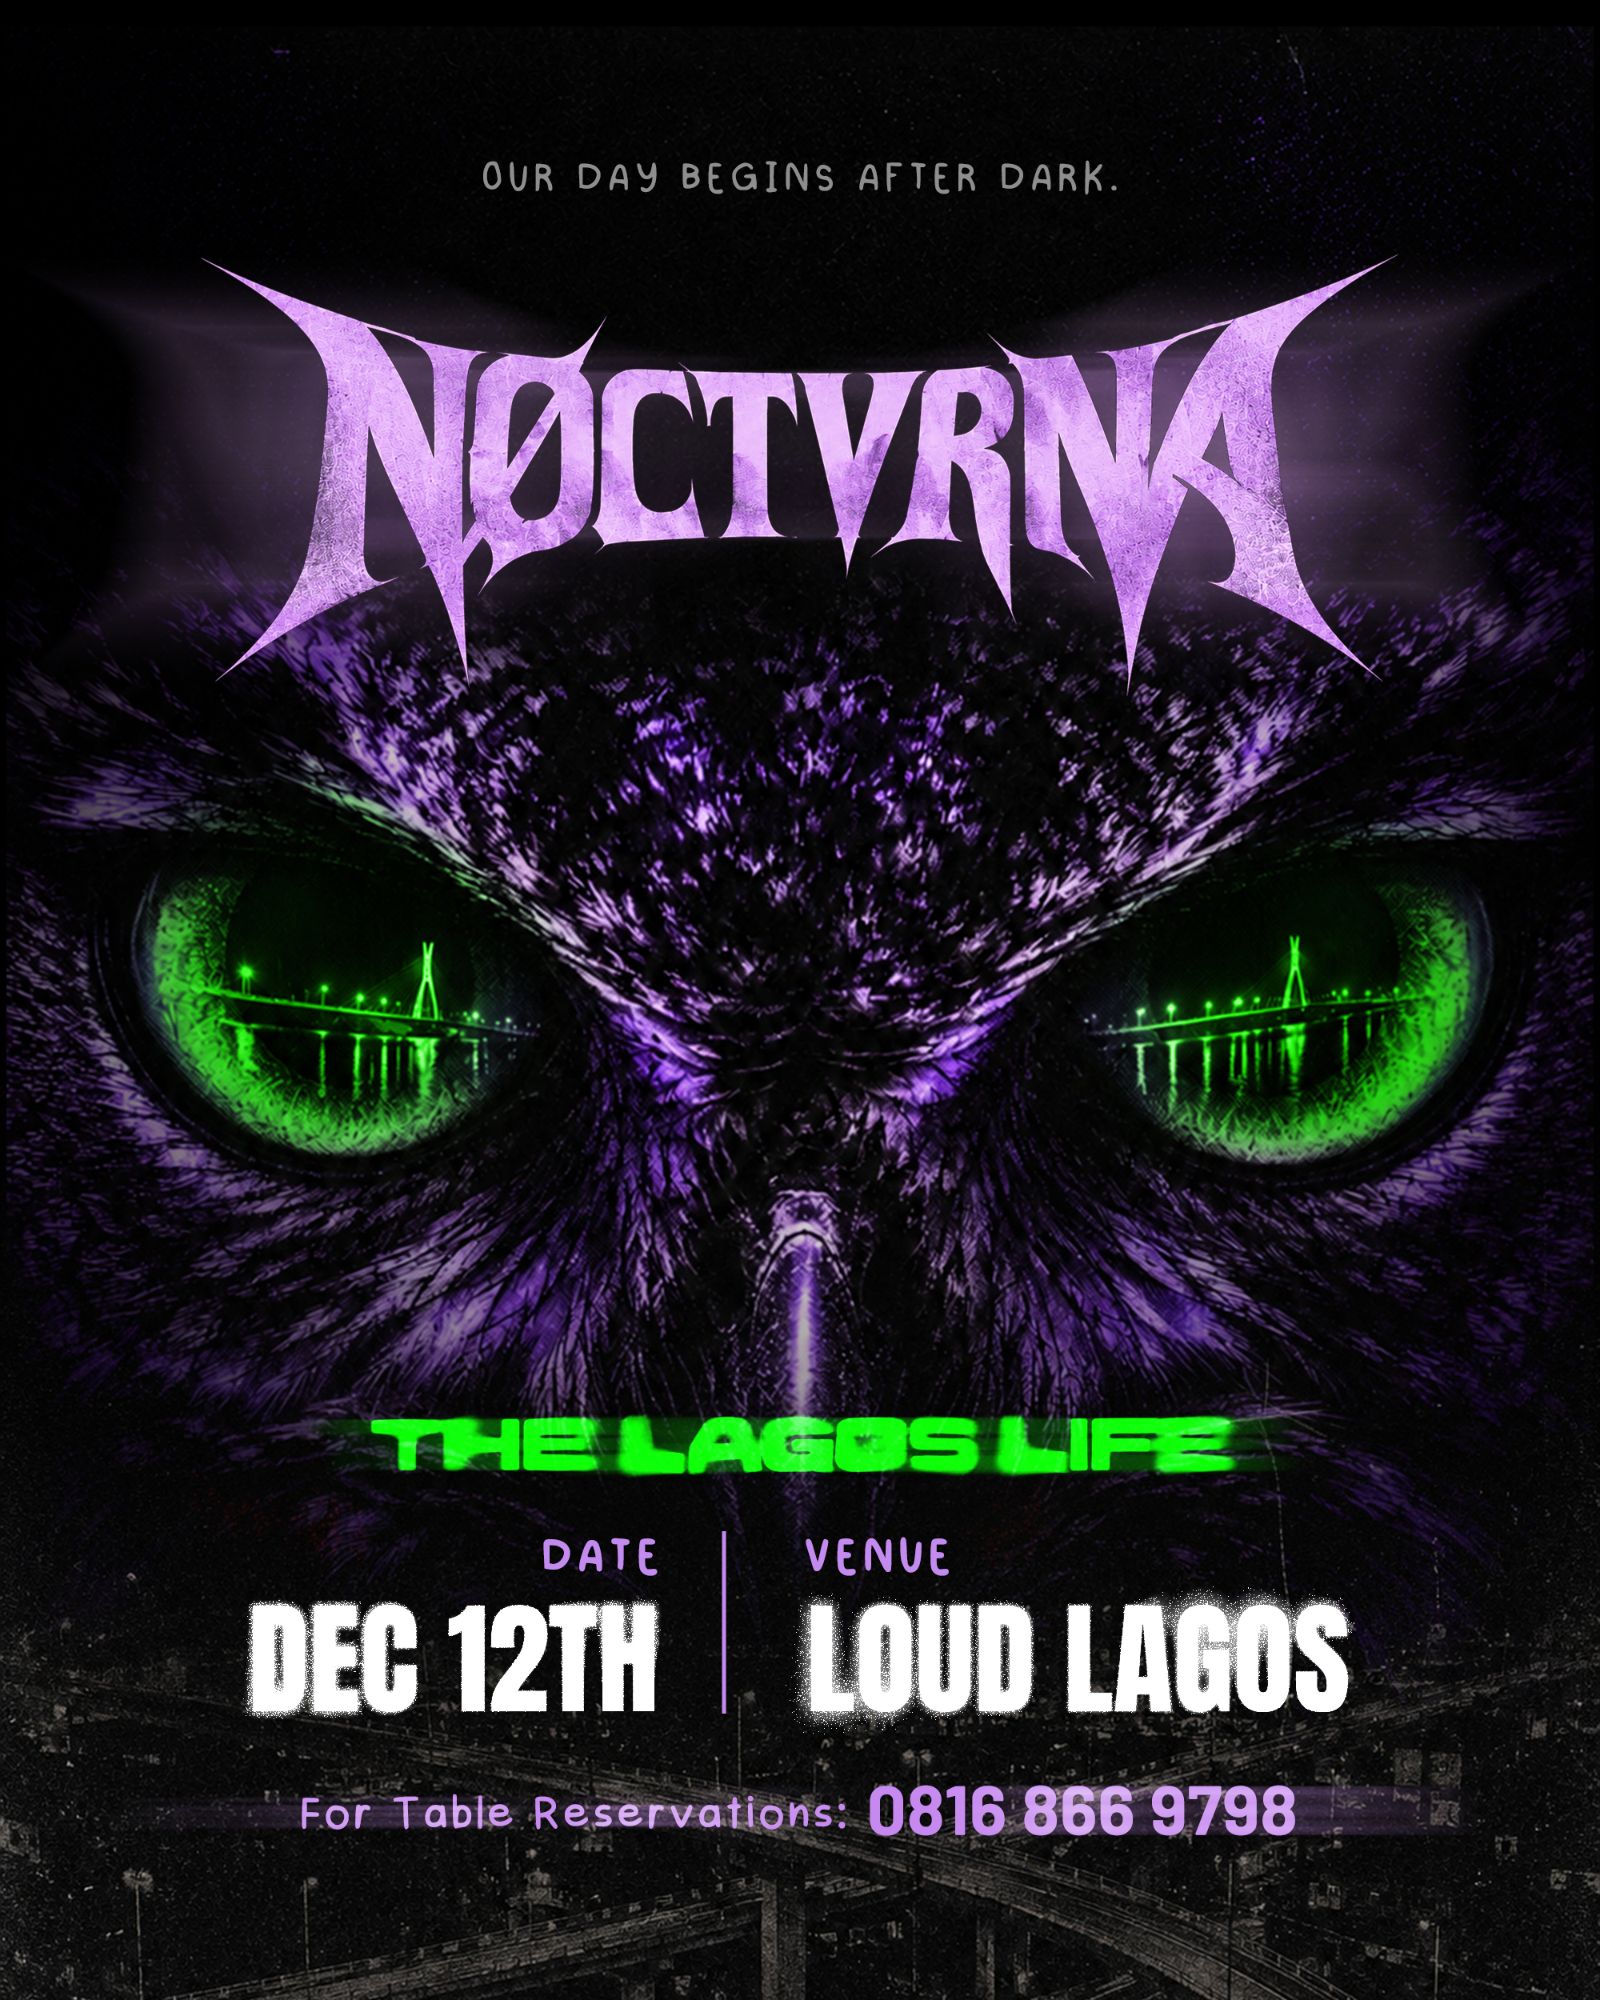 OUR DAY BEGINS AFTER DARK.
NØCTVRNA
THE LAGOS LIFE
DATE
DEC 12TH
VENUE
LOUD LAGOS
For Table Reservations: 0816 866 9798